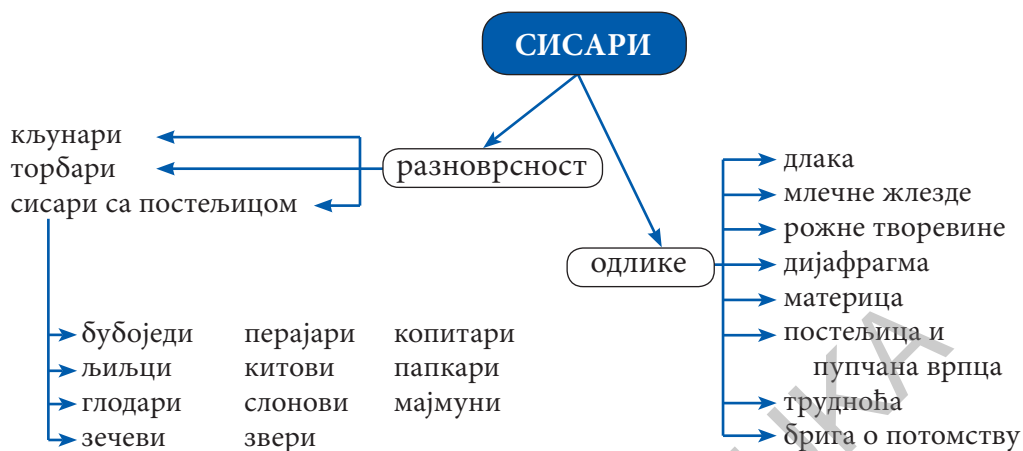 СИСАРИ
кљунари
торбари
сисари са постељицом
разноврсност
бубоједи перајари копитари
љиљци китови папкари
глодари слонови мајмуни
зечеви звери
одлике
длака
млечне жлезде
рожне творевине
дијафрагма
материца
постељица и
пупчана врпца
трудноћа
брига о потомству